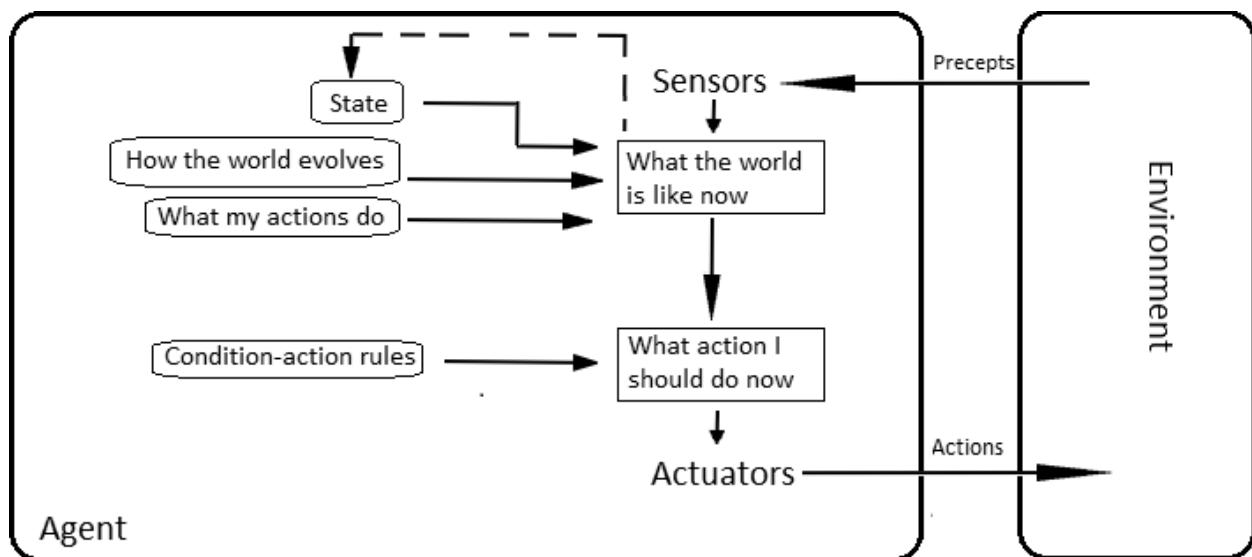 Precepts
Sensors
State
How the world evolves
What the world
is like now
What my actions do
Environment
Condition-action rules
What action I
should do now
Actions
Actuators
Agent